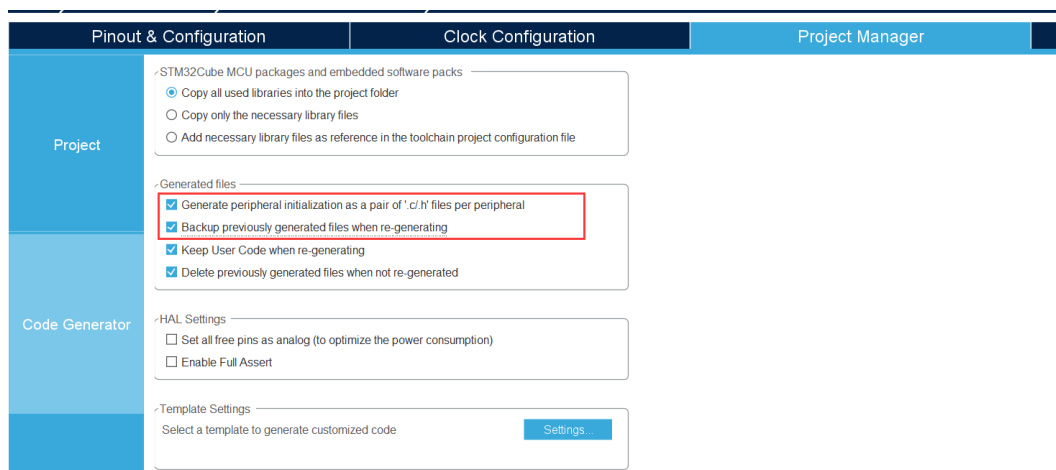 Pinout & Configuration
Clock Configuration
Project Manager
Project
Code Generator
STM32Cube MCU packages and embedded software packs
Copy all used libraries into the project folder
Copy only the necessary library files
Add necessary library files as reference in the toolchain project configuration file
Generated files
Generate peripheral initialization as a pair of '.c/.h' files per peripheral
Backup previously generated files when re-generating
Keep User Code when re-generating
Delete previously generated files when not re-generated
HAL Settings
Set all free pins as analog (to optimize the power consumption)
Enable Full Assert
Template Settings
Select a template to generate customized code
Settings...